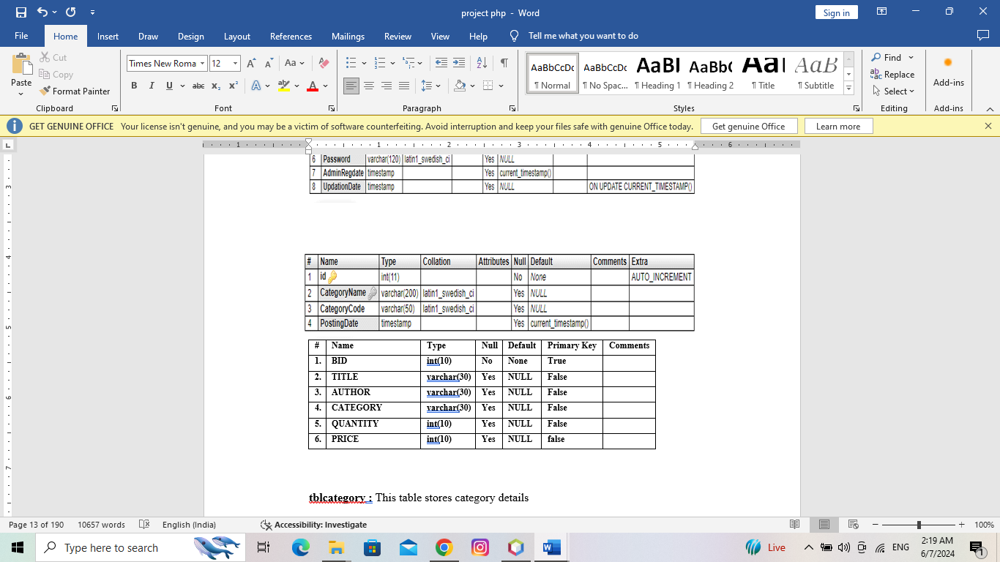 project php - Word
Sign in
File Home Insert Draw Design Layout References Mailings Review View Help Tell me what you want to do
Paste
Cut
Copy
Format Painter
Clipboard
Times New Roma 12
Font
Paragraph
AaBbCcDc AaBbCcDc AaBl AaBbC AaI AaB
¶ Normal ¶ No Spac... ¶ Heading 1 ¶ Heading 2 ¶ Title ¶ Subtitle
Styles
Find
Replace
Select
Editing
Add-ins
Add-ins
GET GENUINE OFFICE Your license isn't genuine, and you may be a victim of software counterfeiting. Avoid interruption and keep your files safe with genuine Office today. Get genuine Office Learn more
1 1 2 3 4 5 6
6 Password varchar(120) latin1_swedish_ci Yes NULL
7 AdminRegdate timestamp Yes current_timestamp()
8 UpdationDate timestamp Yes NULL ON UPDATE CURRENT_TIMESTAMP()
# Name Type Collation Attributes Null Default Comments Extra
1 id int(11) No None AUTO_INCREMENT
2 CategoryName varchar(200) latin1_swedish_ci Yes NULL
3 CategoryCode varchar(50) latin1_swedish_ci Yes NULL
4 PostingDate timestamp Yes current_timestamp()
# Name Type Null Default Primary Key Comments
1. BID int(10) No None True
2. TITLE varchar(30) Yes NULL False
3. AUTHOR varchar(30) Yes NULL False
4. CATEGORY varchar(30) Yes NULL False
5. QUANTITY int(10) Yes NULL False
6. PRICE int(10) Yes NULL false
tblcategory : This table stores category details
Page 13 of 190 10657 words English (India) Accessibility: Investigate 100%
Type here to search
Live
ENG
2:19 AM
6/7/2024